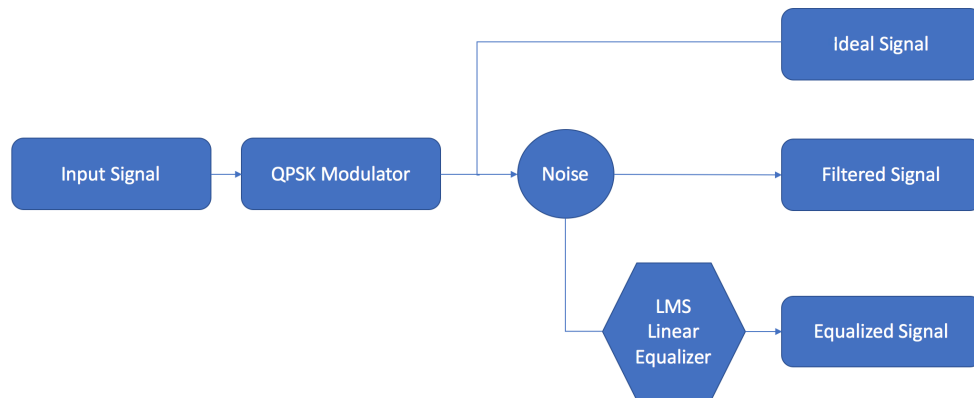 Ideal Signal
Input Signal
QPSK Modulator
Noise
Filtered Signal
LMS
Linear
Equalizer
Equalized Signal